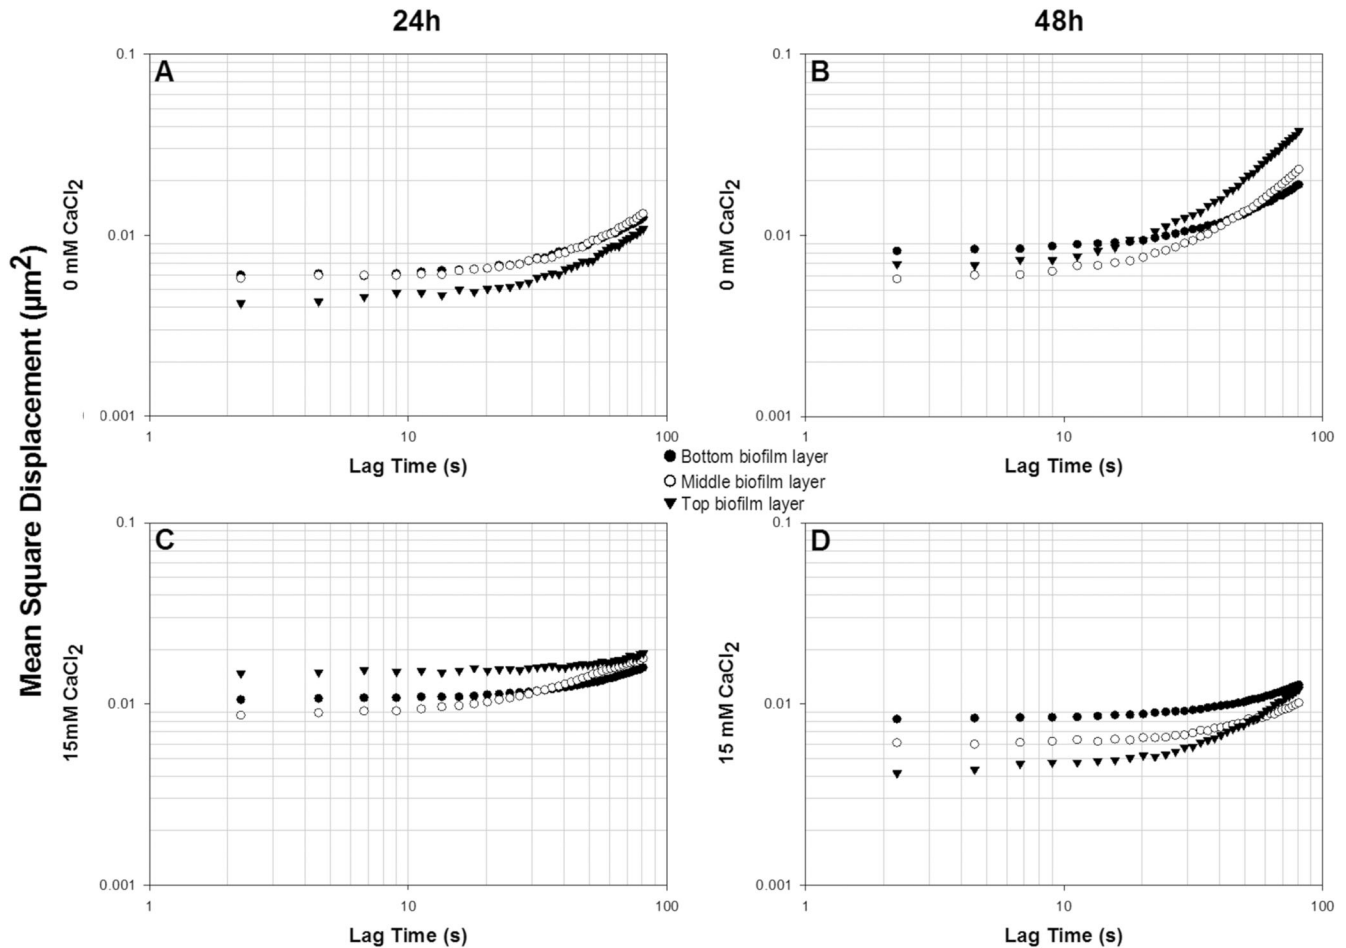 24h
48h
Mean Square Displacement (µm²)
A
0 mM CaCl₂
0.1
0.01
0.001
1
10
100
Lag Time (s)
B
0 mM CaCl₂
0.1
0.01
0.001
1
10
100
Lag Time (s)
Bottom biofilm layer
Middle biofilm layer
Top biofilm layer
C
15mM CaCl₂
0.1
0.01
0.001
1
10
100
Lag Time (s)
D
15 mM CaCl₂
0.1
0.01
0.001
1
10
100
Lag Time (s)